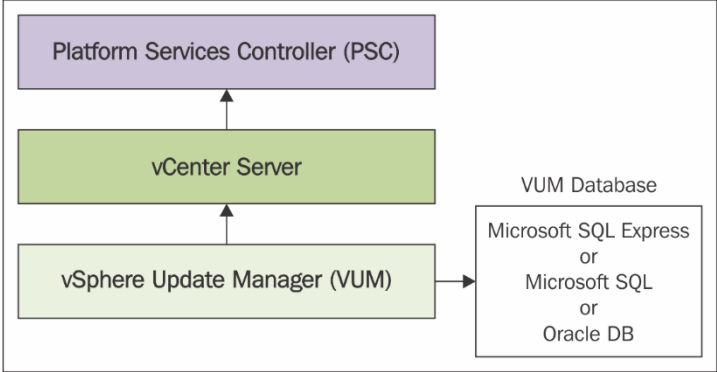 Platform Services Controller (PSC)
vCenter Server
vSphere Update Manager (VUM)
VUM Database
Microsoft SQL Express
or
Microsoft SQL
or
Oracle DB